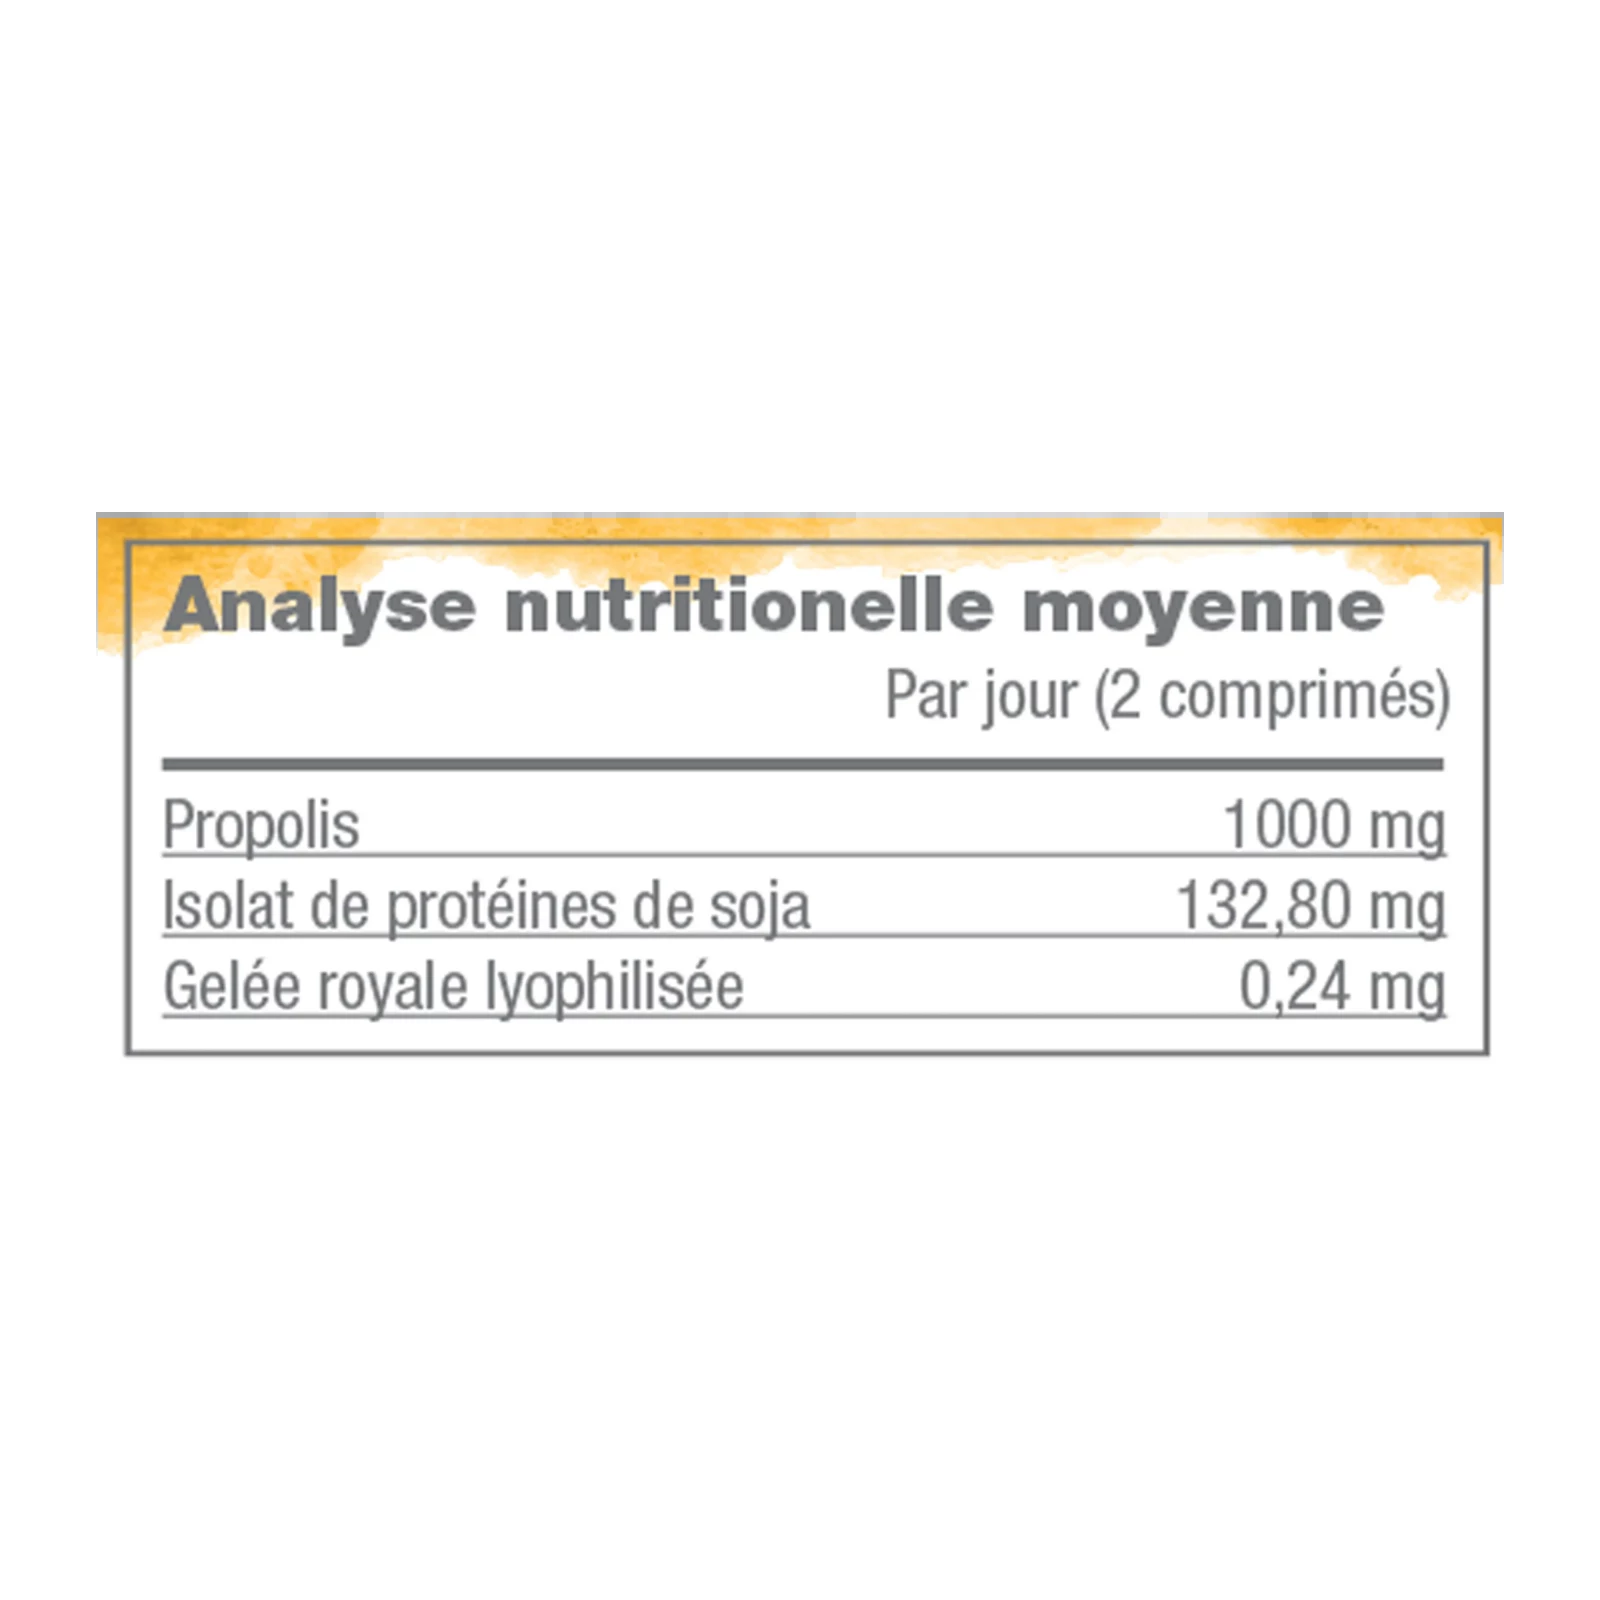 Analyse nutritionelle moyenne
Par jour (2 comprimés)
Propolis 1000 mg
Isolat de protéines de soja 132,80 mg
Gelée royale lyophilisée 0,24 mg